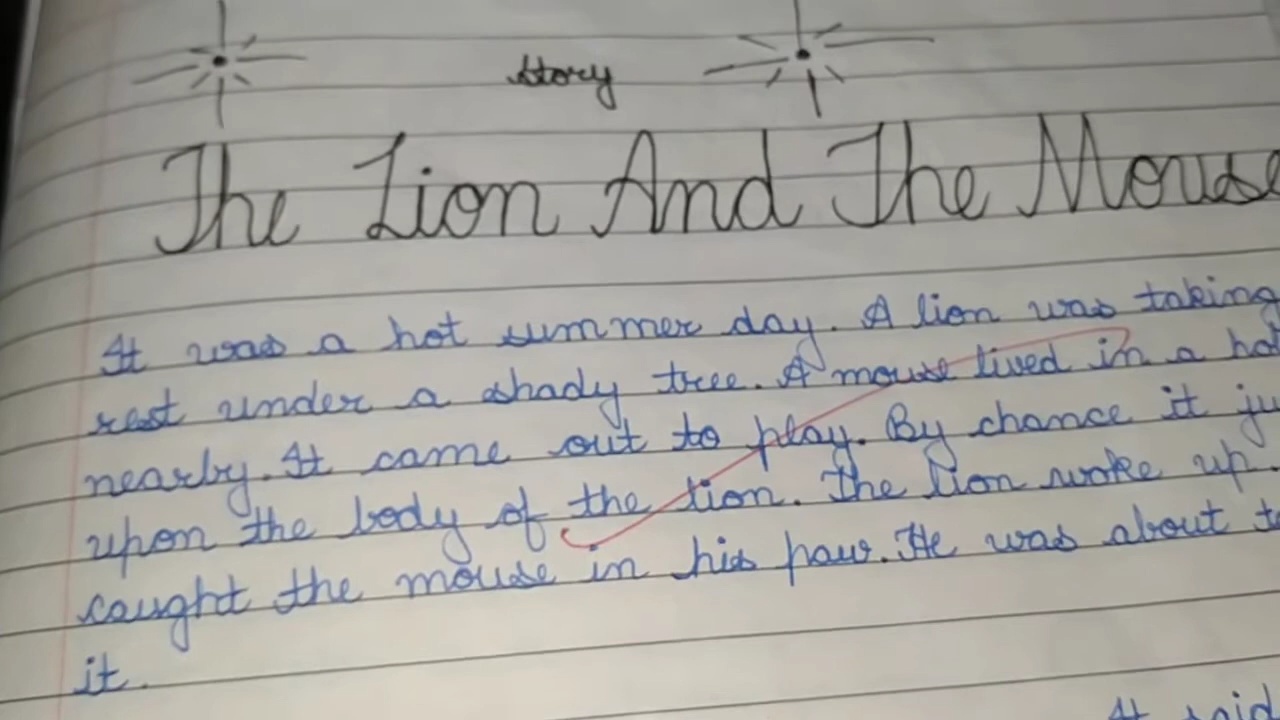 Story
The Lion And The Mouse
It was a hot summer day. A lion was taking
rest under a shady tree. A mouse lived in a
nearby. It came out to play. By chance it
upon the body of the lion. The lion woke up.
caught the mouse in his paw. He was about
it.
It said